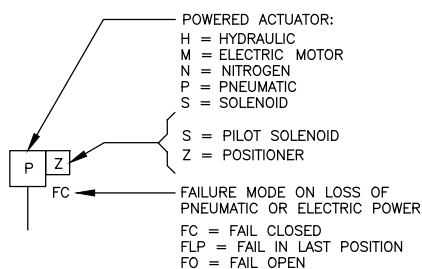 POWERED ACTUATOR:
H = HYDRAULIC
M = ELECTRIC MOTOR
N = NITROGEN
P = PNEUMATIC
S = SOLENOID
S = PILOT SOLENOID
Z = POSITIONER
P
Z
FC
FAILURE MODE ON LOSS OF
PNEUMATIC OR ELECTRIC POWER
FC = FAIL CLOSED
FLP = FAIL IN LAST POSITION
FO = FAIL OPEN